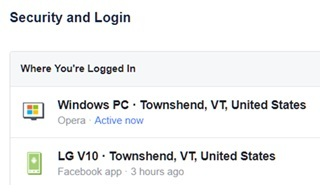 Security and Login
Where You're Logged In
Windows PC · Townshend, VT, United States
Opera · Active now
LG V10 · Townshend, VT, United States
Facebook app · 3 hours ago